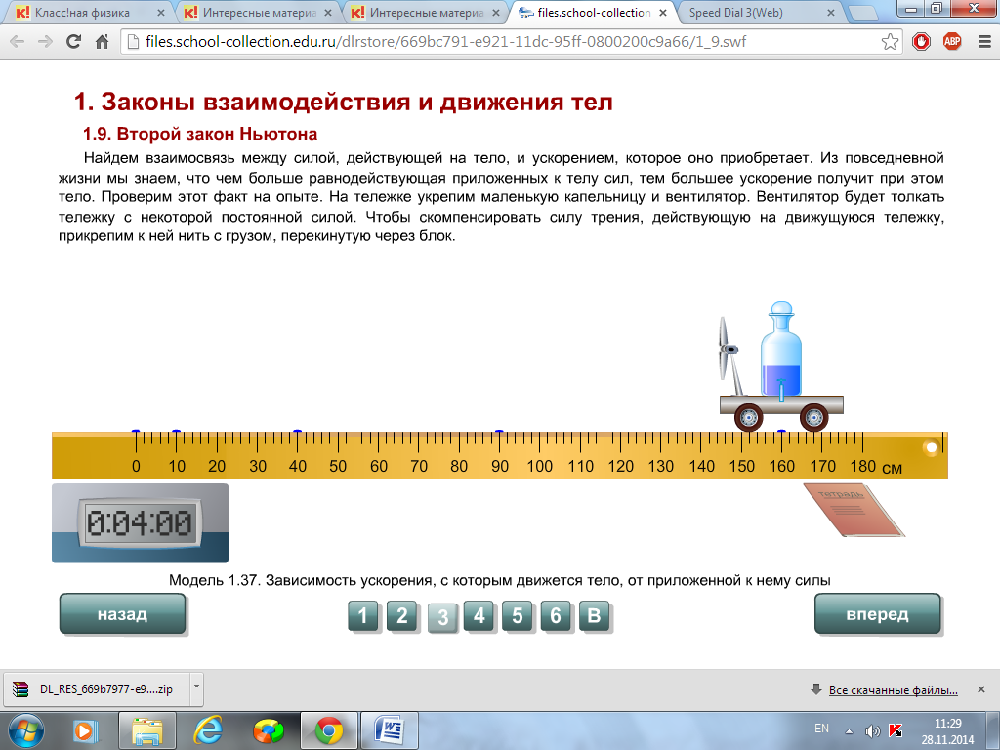 Класс!ная физика
Интересные материа
Интересные материа
files.school-collection
Speed Dial 3(Web)
files.school-collection.edu.ru/dlrstore/669bc791-e921-11dc-95ff-0800200c9a66/1_9.swf
ABP
1. Законы взаимодействия и движения тел
1.9. Второй закон Ньютона
Найдем взаимосвязь между силой, действующей на тело, и ускорением, которое оно приобретает. Из повседневной
жизни мы знаем, что чем больше равнодействующая приложенных к телу сил, тем большее ускорение получит при этом
тело. Проверим этот факт на опыте. На тележке укрепим маленькую капельницу и вентилятор. Вентилятор будет толкать
тележку с некоторой постоянной силой. Чтобы скомпенсировать силу трения, действующую на движущуюся тележку,
прикрепим к ней нить с грузом, перекинутую через блок.
0 10 20 30 40 50 60 70 80 90 100 110 120 130 140 150 160 170 180 см
0:04:00
тетрадь
Модель 1.37. Зависимость ускорения, с которым движется тело, от приложенной к нему силы
назад
1 2 3 4 5 6 В
вперед
DL_RES_669b7977-e9....zip
Все скачанные файлы...
EN
11:29
28.11.2014